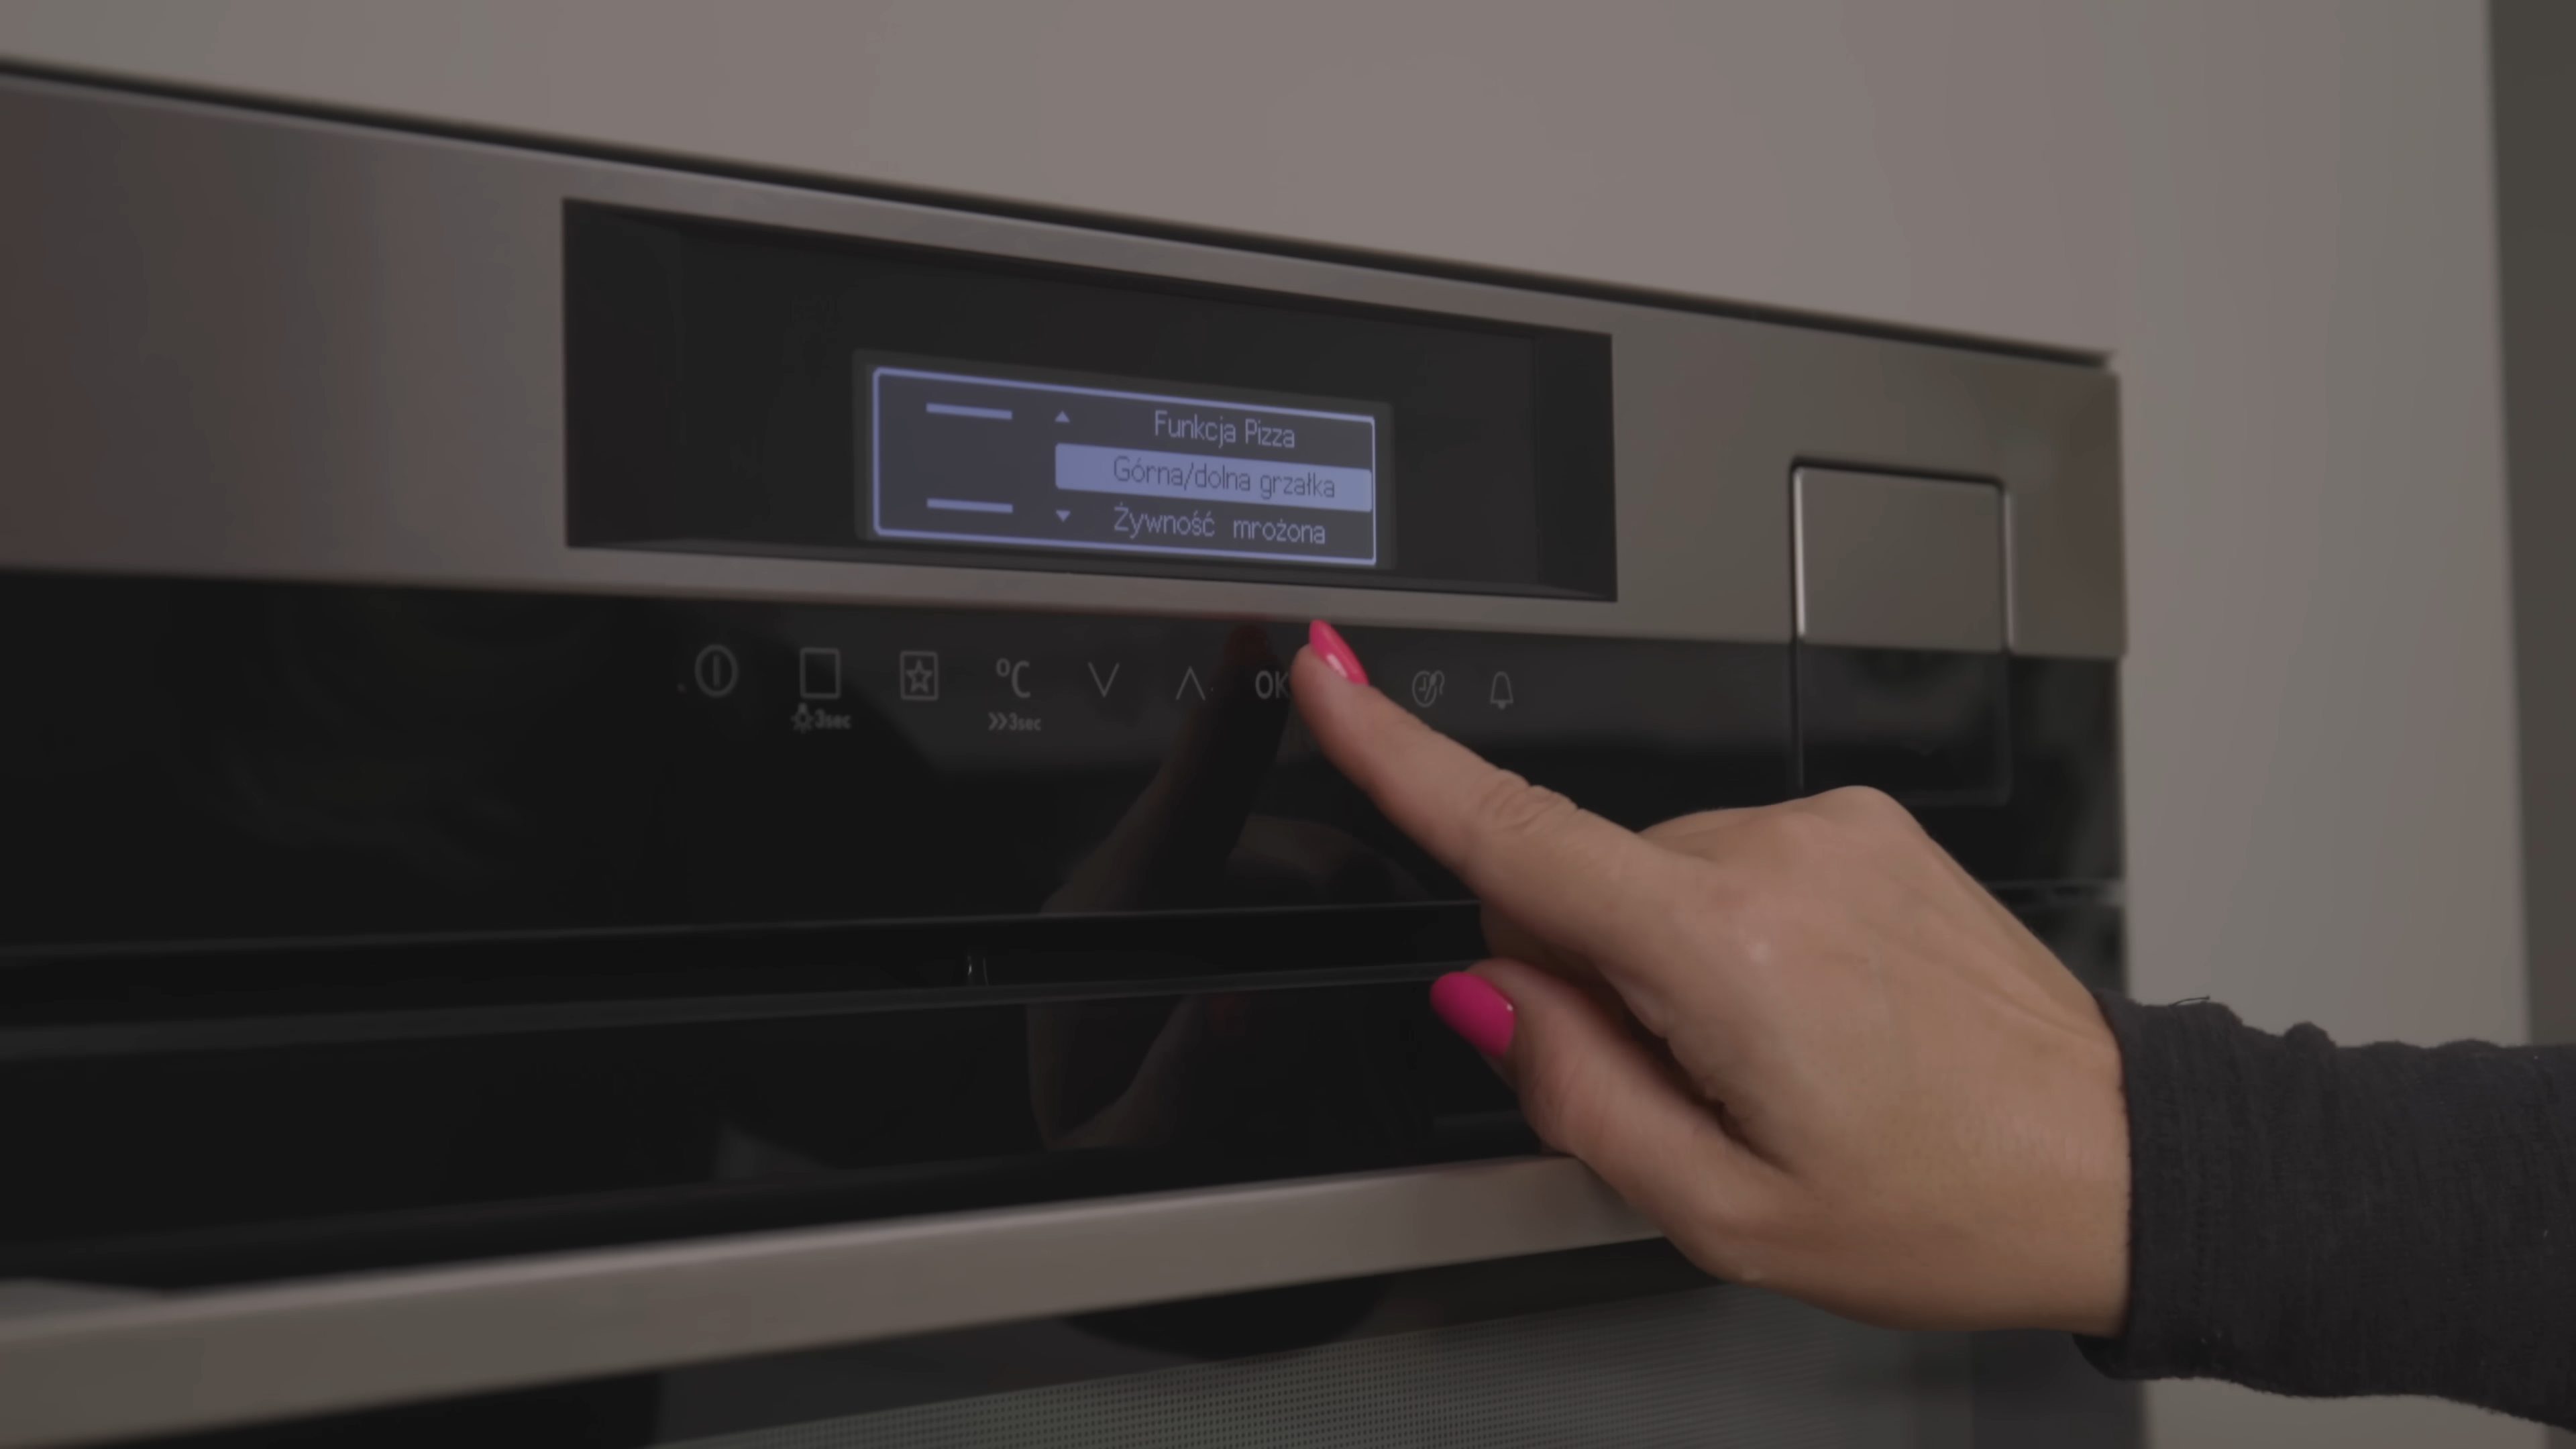 Funkcja Pizza
Górna/dolna grzałka
Żywność mrożona
°C
OK
3sec
>>3sec